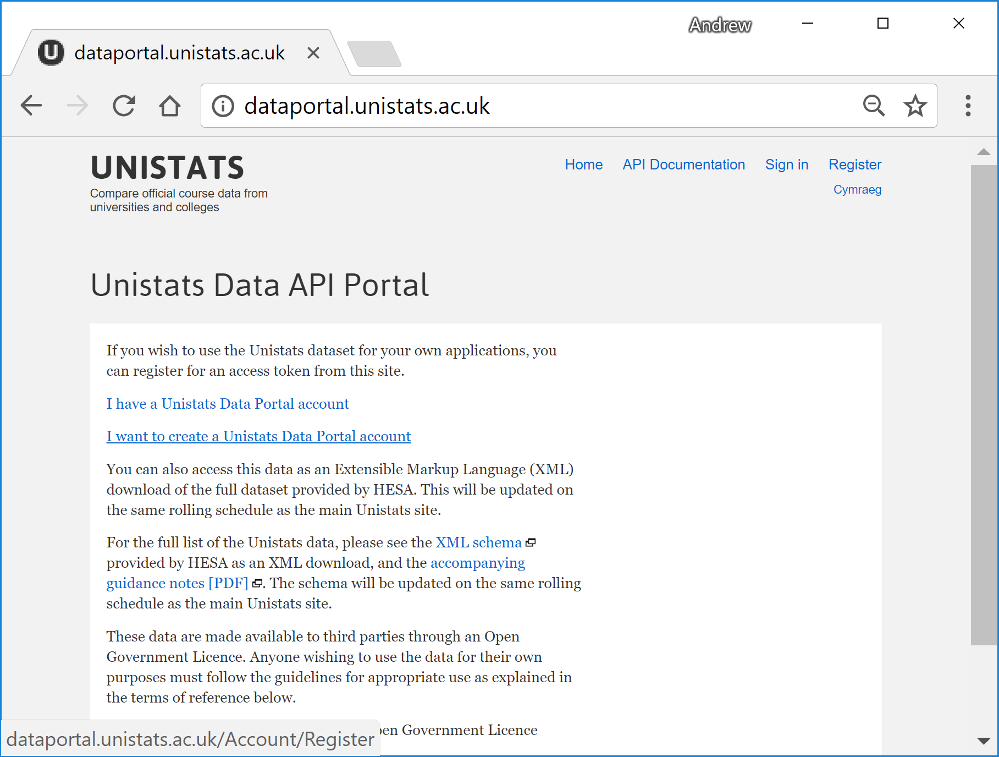 Andrew
dataportal.unistats.ac.uk
dataportal.unistats.ac.uk
UNISTATS
Compare official course data from
universities and colleges
Home API Documentation Sign in Register
Cymraeg
Unistats Data API Portal
If you wish to use the Unistats dataset for your own applications, you
can register for an access token from this site.
I have a Unistats Data Portal account
I want to create a Unistats Data Portal account
You can also access this data as an Extensible Markup Language (XML)
download of the full dataset provided by HESA. This will be updated on
the same rolling schedule as the main Unistats site.
For the full list of the Unistats data, please see the XML schema
provided by HESA as an XML download, and the accompanying
guidance notes [PDF]. The schema will be updated on the same rolling
schedule as the main Unistats site.
These data are made available to third parties through an Open
Government Licence. Anyone wishing to use the data for their own
purposes must follow the guidelines for appropriate use as explained in
the terms of reference below.
Government Licence
dataportal.unistats.ac.uk/Account/Register